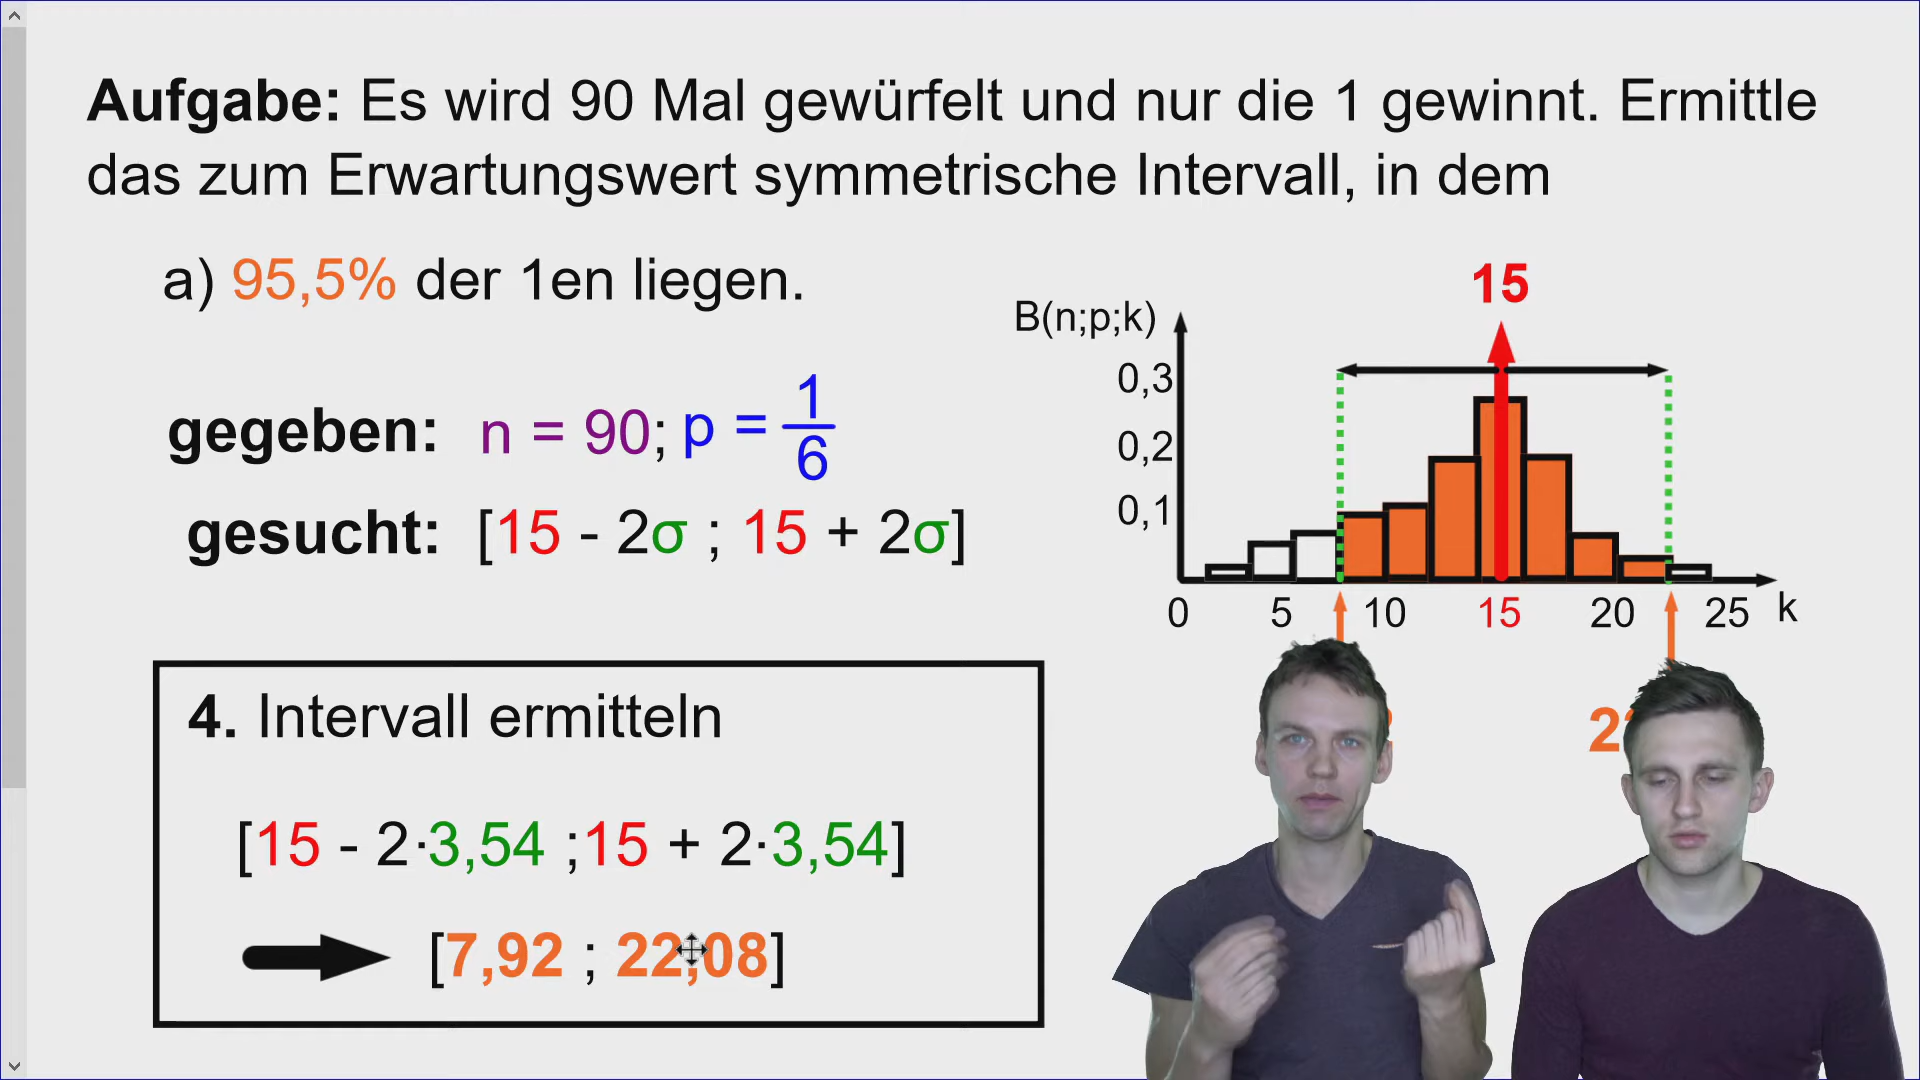 Aufgabe: Es wird 90 Mal gewürfelt und nur die 1 gewinnt. Ermittle
das zum Erwartungswert symmetrische Intervall, in dem
a) 95,5% der 1en liegen.
gegeben: n = 90; p = 1/6
gesucht: [15 - 2σ ; 15 + 2σ]
15
B(n;p;k)
0,3
0,2
0,1
0 5 10 15 20 25 k
4. Intervall ermitteln
[15 - 2·3,54 ;15 + 2·3,54]
[7,92 ; 22,08]